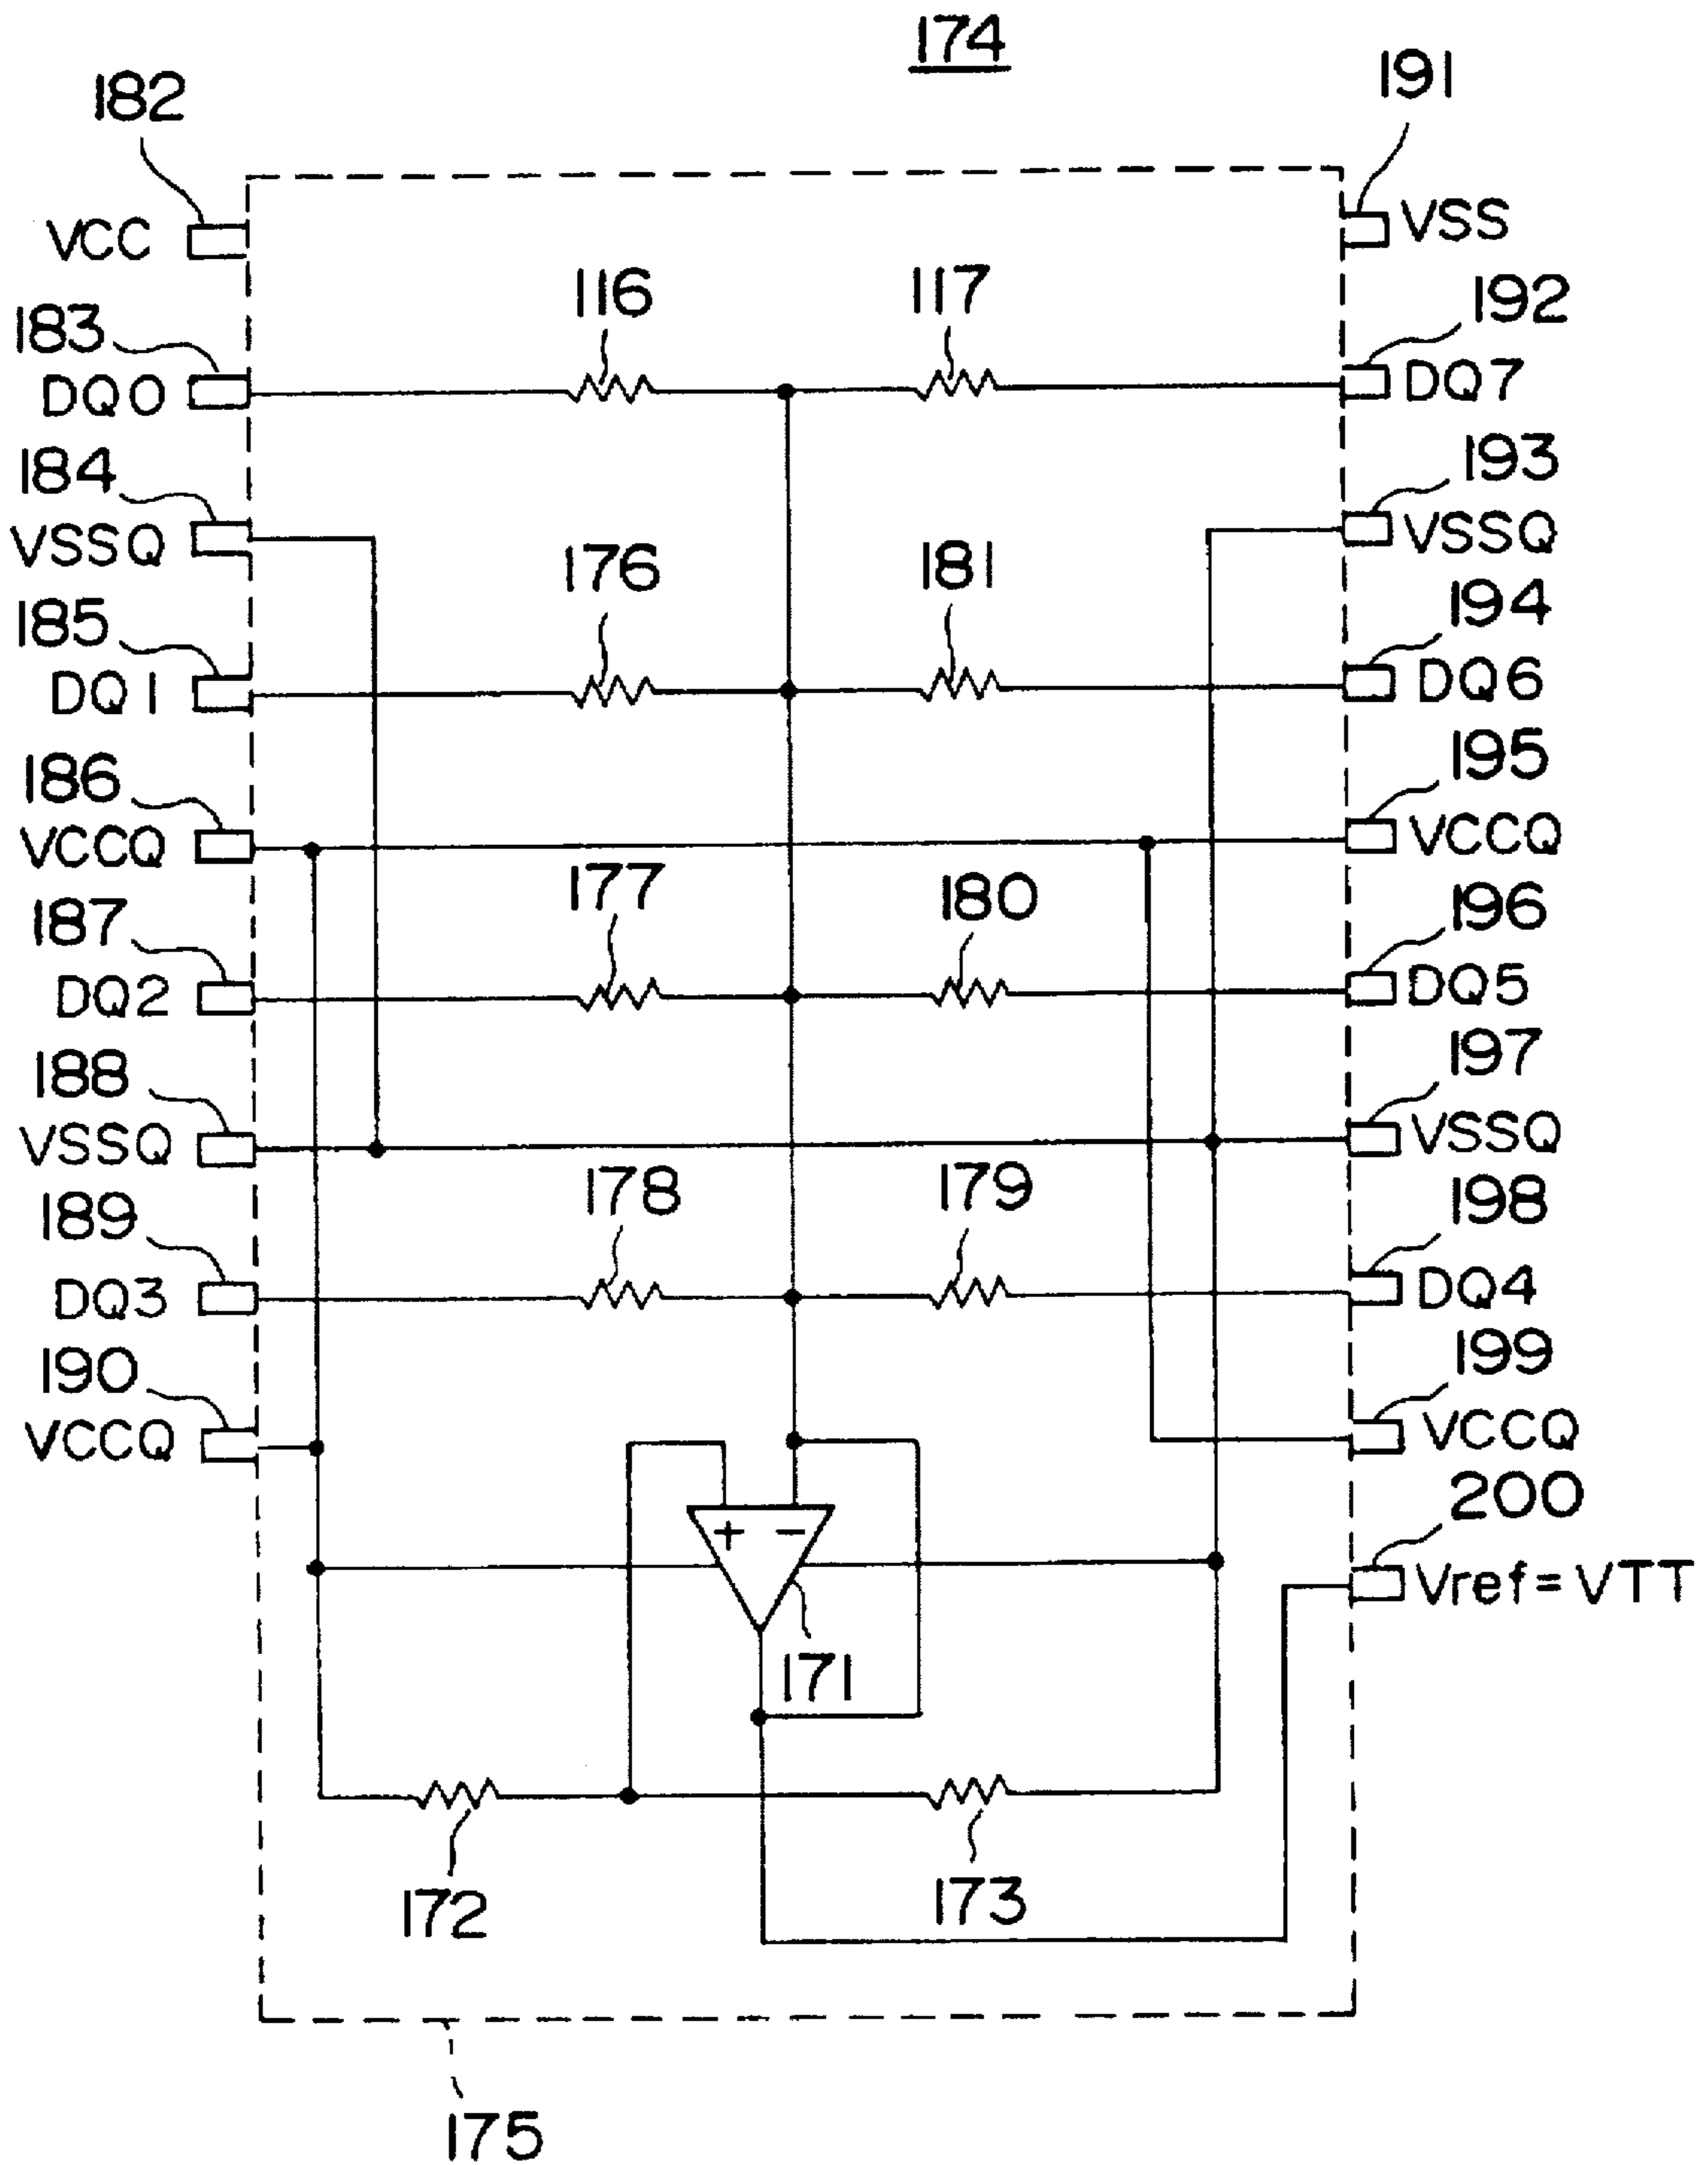 174
182
191
VCC
VSS
116
117
192
183
DQ0
DQ7
184
193
VSSQ
VSSQ
176
181
185
194
DQ1
DQ6
186
195
VCCQ
VCCQ
177
180
187
196
DQ2
DQ5
188
197
VSSQ
VSSQ
178
179
189
198
DQ3
DQ4
190
199
VCCQ
VCCQ
200
+ −
Vref=VTT
171
172
173
175